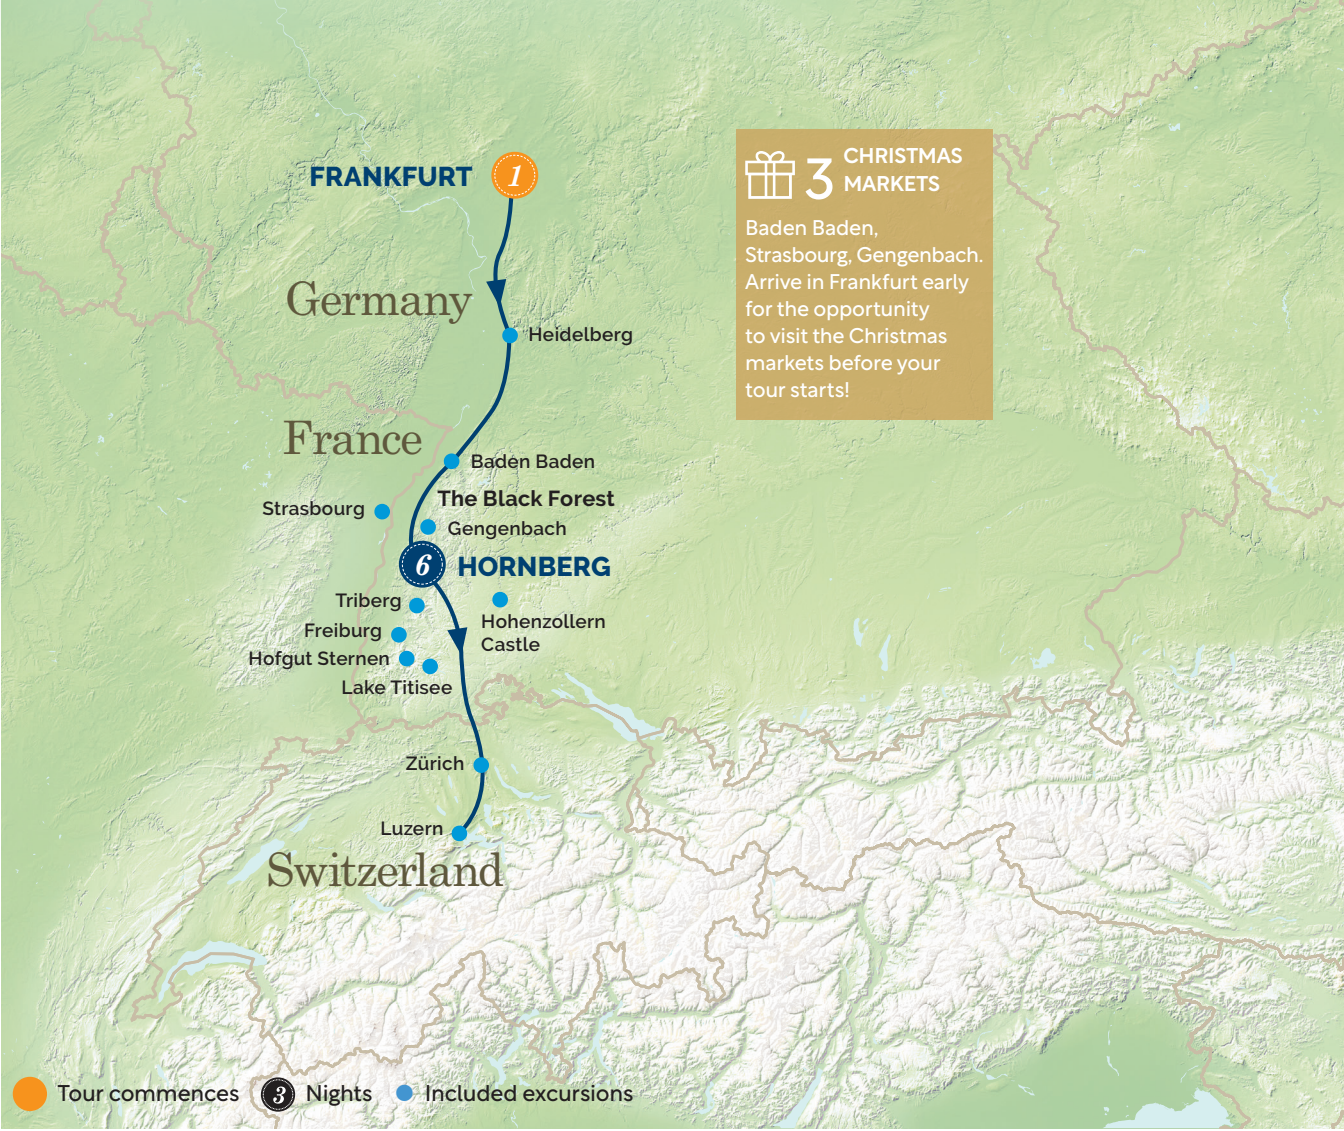 FRANKFURT
1
3
CHRISTMAS
MARKETS
Baden Baden,
Strasbourg, Gengenbach.
Arrive in Frankfurt early
for the opportunity
to visit the Christmas
markets before your
tour starts!
Germany
Heidelberg
France
Baden Baden
The Black Forest
Strasbourg
Gengenbach
6
HORNBERG
Triberg
Hohenzollern
Castle
Freiburg
Hofgut Sternen
Lake Titisee
Zürich
Luzern
Switzerland
Tour commences
3
Nights
Included excursions